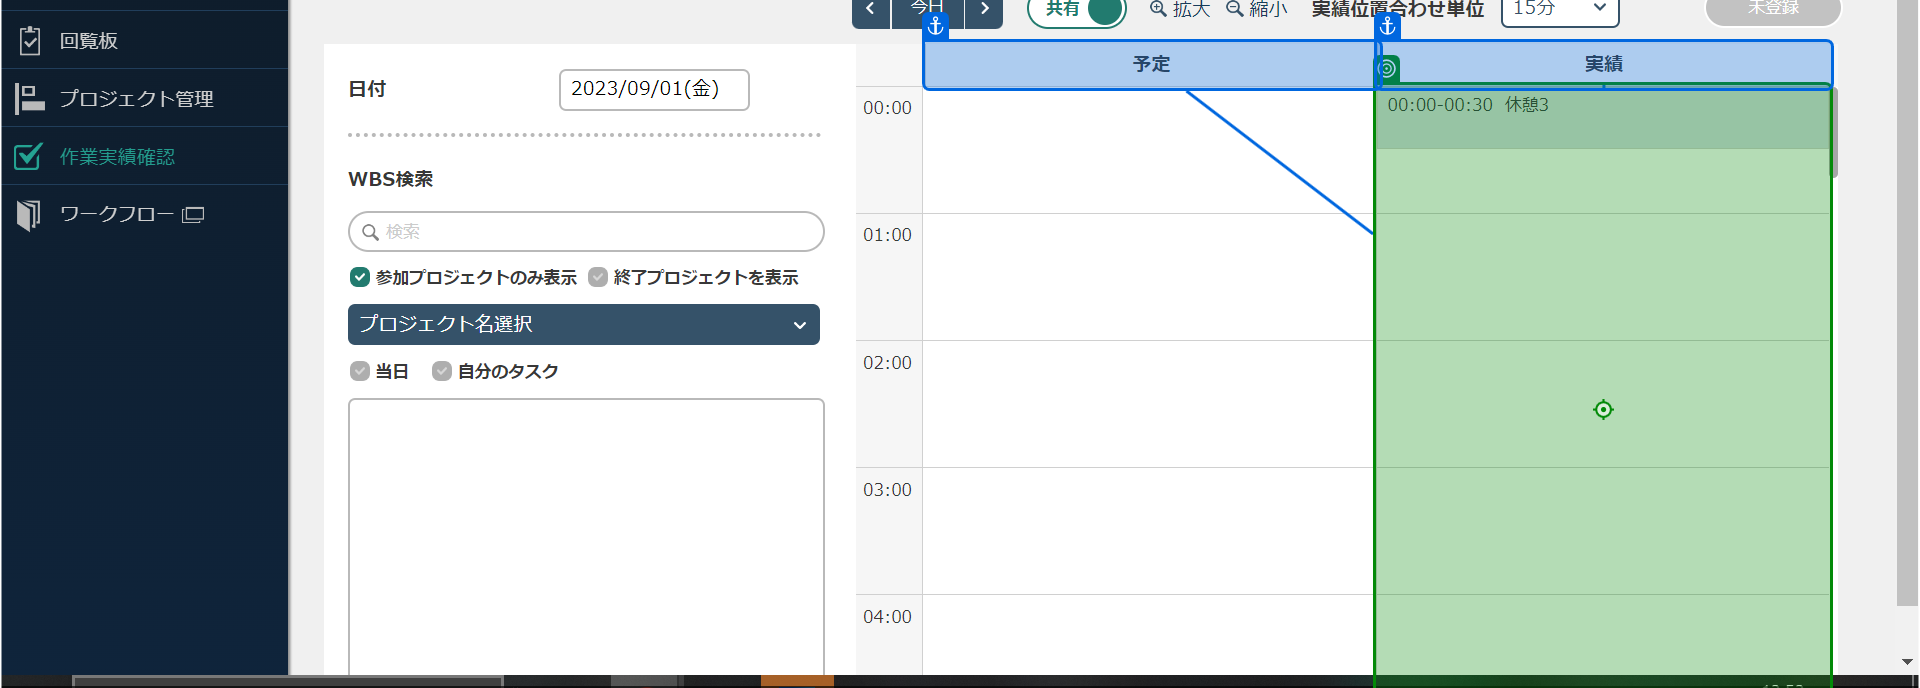 回覧板
プロジェクト管理
作業実績確認
ワークフロー
今日
共有
拡大
縮小
実績位置合わせ単位
15分
未登録
日付
2023/09/01(金)
WBS検索
検索
参加プロジェクトのみ表示
終了プロジェクトを表示
プロジェクト名選択
当日
自分のタスク
予定
実績
00:00
00:00-00:30 休憩3
01:00
02:00
03:00
04:00